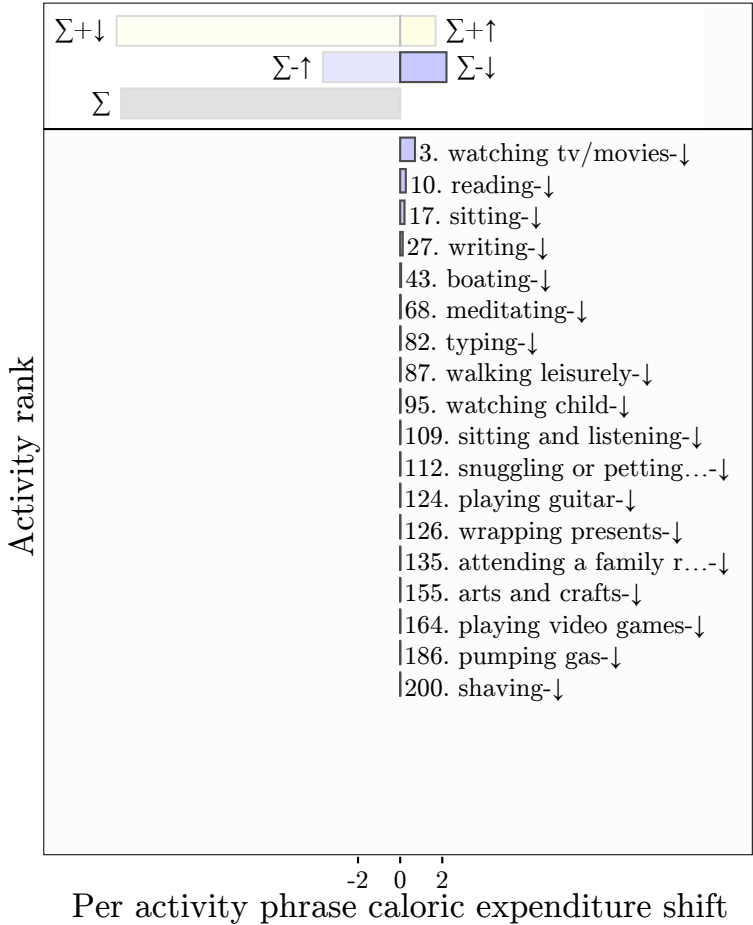 ∑+↓ ∑+↑
∑-↑ ∑-↓
∑
3. watching tv/movies-↓
10. reading-↓
17. sitting-↓
27. writing-↓
43. boating-↓
68. meditating-↓
82. typing-↓
87. walking leisurely-↓
95. watching child-↓
109. sitting and listening-↓
112. snuggling or petting...-↓
124. playing guitar-↓
126. wrapping presents-↓
135. attending a family r...-↓
155. arts and crafts-↓
164. playing video games-↓
186. pumping gas-↓
200. shaving-↓
Activity rank
-2 0 2
Per activity phrase caloric expenditure shift